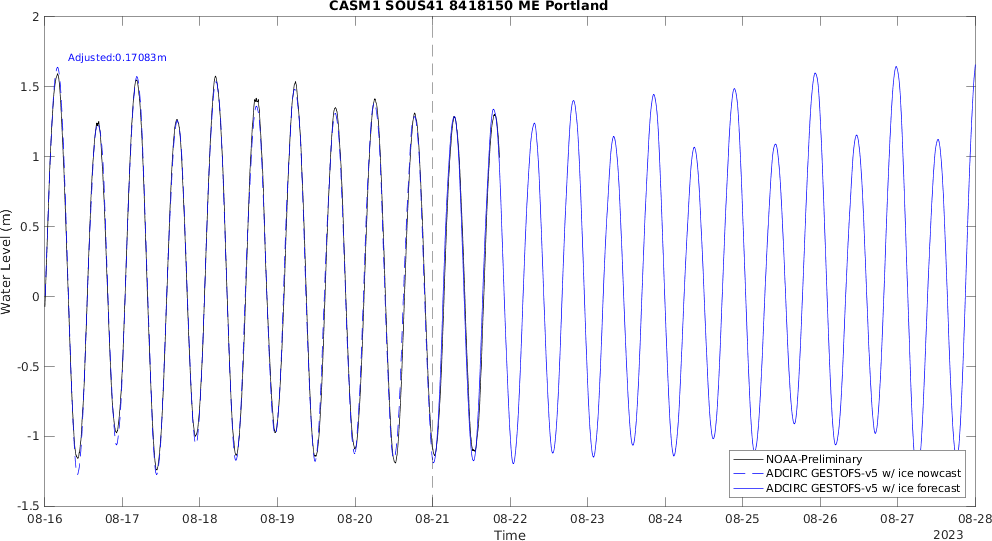 CASM1 SOUS41 8418150 ME Portland
Adjusted:0.17083m
2
1.5
1
0.5
0
-0.5
-1
-1.5
Water Level (m)
NOAA-Preliminary
ADCIRC GESTOFS-v5 w/ ice nowcast
ADCIRC GESTOFS-v5 w/ ice forecast
08-16 08-17 08-18 08-19 08-20 08-21 08-22 08-23 08-24 08-25 08-26 08-27 08-28
Time
2023